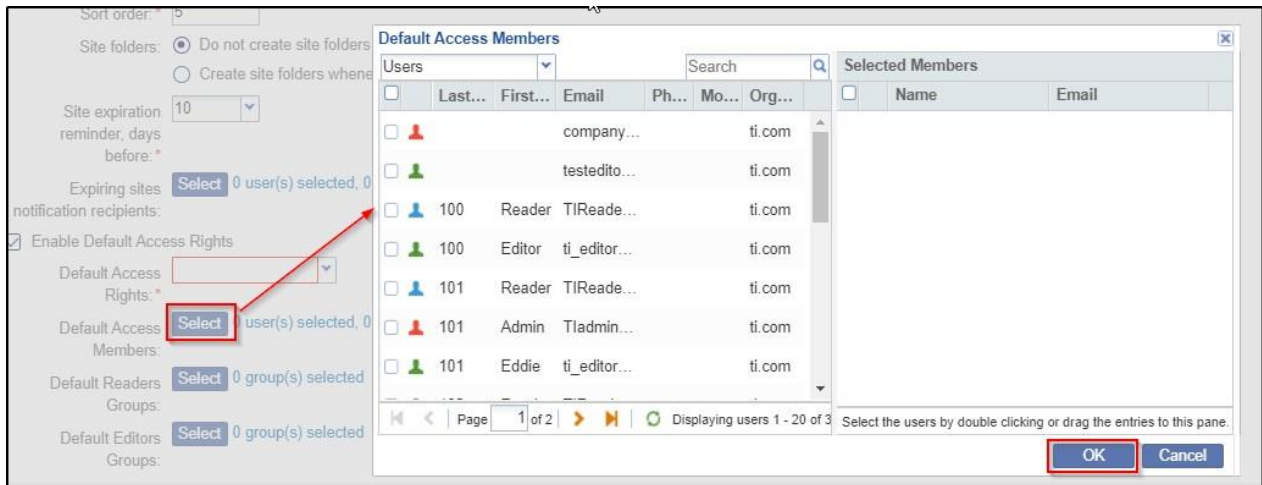 Sort order:* 5
Site folders: Do not create site folders
Create site folders whene
Site expiration reminder, days before:* 10
Expiring sites notification recipients: Select 0 user(s) selected, 0
Enable Default Access Rights
Default Access Rights:*
Default Access Members: Select 0 user(s) selected, 0
Default Readers Groups: Select 0 group(s) selected
Default Editors Groups: Select 0 group(s) selected
Default Access Members
Users Search
Last... First... Email Ph... Mo... Org...
company... ti.com
testedito... ti.com
100 Reader TIReade... ti.com
100 Editor ti_editor... ti.com
101 Reader TIReade... ti.com
101 Admin TIadmin... ti.com
101 Eddie ti_editor... ti.com
Page 1 of 2 Displaying users 1 - 20 of 3
Selected Members
Name Email
Select the users by double clicking or drag the entries to this pane.
OK Cancel